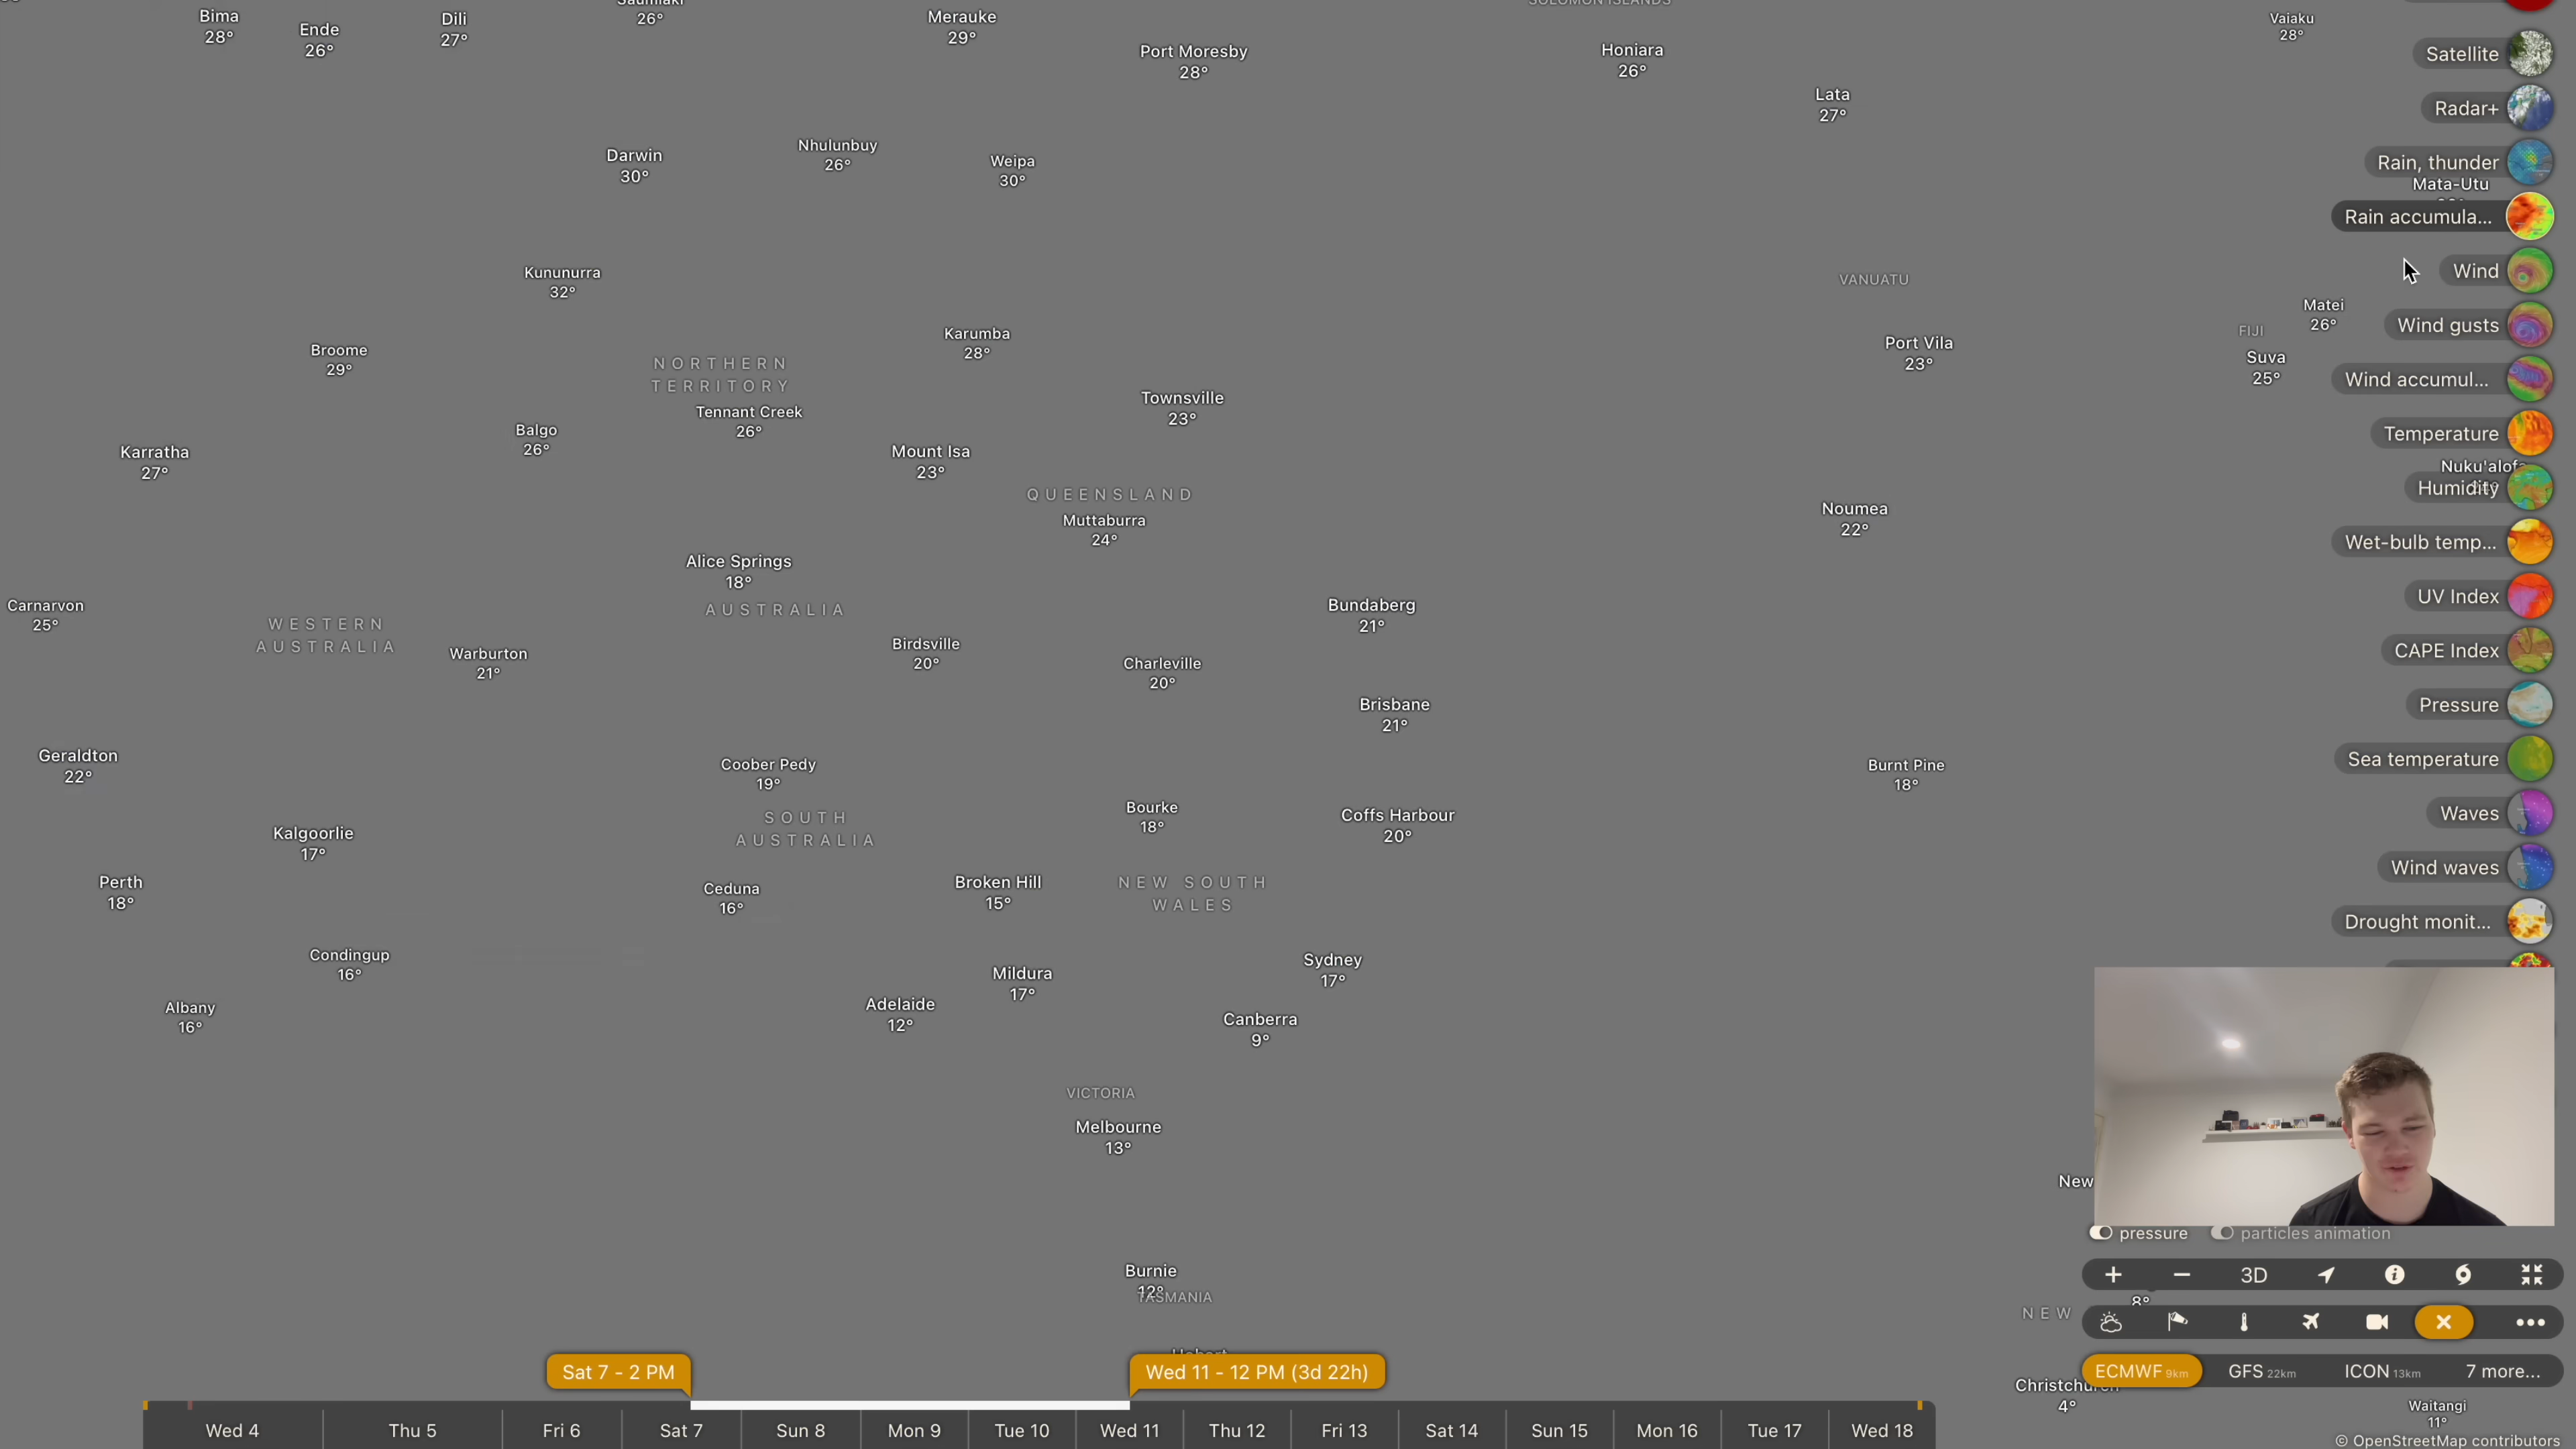 SOLOMON ISLANDS
Bima
28°
Ende
26°
Dili
27°
Saumlaki
26°
Merauke
29°
Port Moresby
28°
Honiara
26°
Vaiaku
28°
Lata
27°
Darwin
30°
Nhulunbuy
26°
Weipa
30°
Mata-Utu
Kununurra
32°
VANUATU
Matei
26°
FIJI
Broome
29°
NORTHERN
TERRITORY
Karumba
28°
Port Vila
23°
Suva
25°
Tennant Creek
26°
Townsville
23°
Karratha
27°
Balgo
26°
Mount Isa
23°
QUEENSLAND
Muttaburra
24°
Noumea
22°
Alice Springs
18°
AUSTRALIA
Carnarvon
25°
WESTERN
AUSTRALIA
Warburton
21°
Birdsville
20°
Charleville
20°
Bundaberg
21°
Brisbane
21°
Geraldton
22°
Coober Pedy
19°
Burnt Pine
18°
SOUTH
AUSTRALIA
Bourke
18°
Coffs Harbour
20°
Kalgoorlie
17°
Perth
18°
Ceduna
16°
Broken Hill
15°
NEW SOUTH
WALES
Condingup
16°
Mildura
17°
Sydney
17°
Albany
16°
Adelaide
12°
Canberra
9°
VICTORIA
Melbourne
13°
New
Burnie
12°
TASMANIA
Hobart
NEW
8°
Christchurch
4°
Waitangi
11°
Satellite
Radar+
Rain, thunder
Rain accumula...
Wind
Wind gusts
Wind accumul...
Temperature
Nuku'alofa
Humidity
Wet-bulb temp...
UV Index
CAPE Index
Pressure
Sea temperature
Waves
Wind waves
Drought monit...
pressure particles animation
+ − 3D
ECMWF 9km GFS 22km ICON 13km 7 more...
Sat 7 - 2 PM
Wed 11 - 12 PM (3d 22h)
Wed 4 Thu 5 Fri 6 Sat 7 Sun 8 Mon 9 Tue 10 Wed 11 Thu 12 Fri 13 Sat 14 Sun 15 Mon 16 Tue 17 Wed 18
© OpenStreetMap contributors